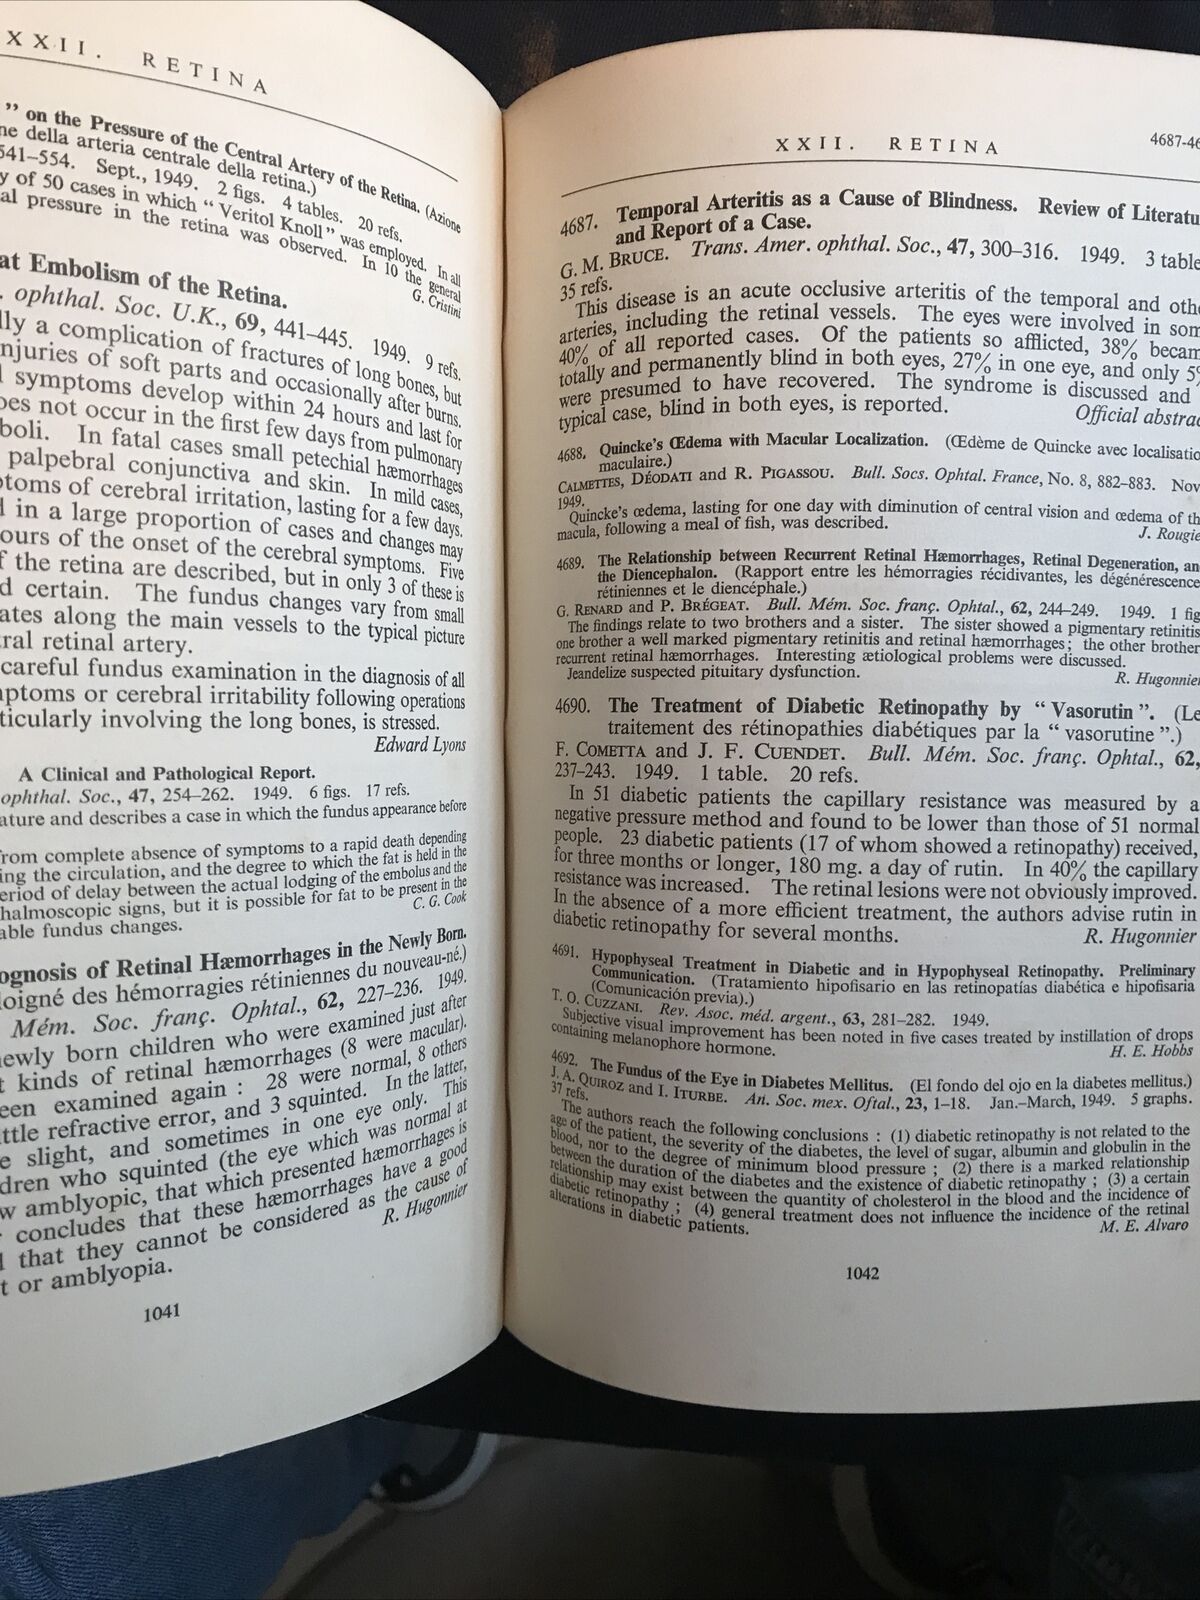 XXII. RETINA
” on the Pressure of the Central Artery of the Retina. (Azione
ne della arteria centrale della retina.)
541–554. Sept., 1949. 2 figs. 4 tables. 20 refs.
y of 50 cases in which “ Veritol Knoll ” was employed. In all
al pressure in the retina was observed. In 10 the general
G. Cristini
at Embolism of the Retina.
. ophthal. Soc. U.K., 69, 441–445. 1949. 9 refs.
lly a complication of fractures of long bones, but
njuries of soft parts and occasionally after burns.
l symptoms develop within 24 hours and last for
oes not occur in the first few days from pulmonary
boli. In fatal cases small petechial hæmorrhages
palpebral conjunctiva and skin. In mild cases,
toms of cerebral irritation, lasting for a few days.
d in a large proportion of cases and changes may
ours of the onset of the cerebral symptoms. Five
f the retina are described, but in only 3 of these is
d certain. The fundus changes vary from small
ates along the main vessels to the typical picture
ral retinal artery.
careful fundus examination in the diagnosis of all
ptoms or cerebral irritability following operations
ticularly involving the long bones, is stressed.
Edward Lyons
A Clinical and Pathological Report.
ophthal. Soc., 47, 254–262. 1949. 6 figs. 17 refs.
ature and describes a case in which the fundus appearance before
from complete absence of symptoms to a rapid death depending
ing the circulation, and the degree to which the fat is held in the
eriod of delay between the actual lodging of the embolus and the
halmoscopic signs, but it is possible for fat to be present in the
able fundus changes.
C. G. Cook
ognosis of Retinal Hæmorrhages in the Newly Born.
loigné des hémorragies rétiniennes du nouveau-né.)
Mém. Soc. franç. Ophtal., 62, 227–236. 1949.
ewly born children who were examined just after
t kinds of retinal hæmorrhages (8 were macular).
een examined again : 28 were normal, 8 others
ttle refractive error, and 3 squinted. In the latter,
e slight, and sometimes in one eye only. This
dren who squinted (the eye which was normal at
w amblyopic, that which presented hæmorrhages is
r concludes that these hæmorrhages have a good
l that they cannot be considered as the cause of
t or amblyopia.
R. Hugonnier
1041
XXII. RETINA
4687-46
4687. Temporal Arteritis as a Cause of Blindness. Review of Literatu
and Report of a Case.
G. M. BRUCE. Trans. Amer. ophthal. Soc., 47, 300–316. 1949. 3 table
35 refs.
This disease is an acute occlusive arteritis of the temporal and othe
arteries, including the retinal vessels. The eyes were involved in som
40% of all reported cases. Of the patients so afflicted, 38% becam
totally and permanently blind in both eyes, 27% in one eye, and only 5%
were presumed to have recovered. The syndrome is discussed and
typical case, blind in both eyes, is reported.
Official abstrac
4688. Quincke’s Œdema with Macular Localization. (Œdème de Quincke avec localisatio
maculaire.)
CALMETTES, DÉODATI and R. PIGASSOU. Bull. Socs. Ophtal. France, No. 8, 882–883. Nov
1949.
Quincke’s œdema, lasting for one day with diminution of central vision and œdema of th
macula, following a meal of fish, was described.
J. Rougie
4689. The Relationship between Recurrent Retinal Hæmorrhages, Retinal Degeneration, an
the Diencephalon. (Rapport entre les hémorragies récidivantes, les dégénérescence
rétiniennes et le diencéphale.)
G. RENARD and P. BRÉGEAT. Bull. Mém. Soc. franç. Ophtal., 62, 244–249. 1949. 1 fig
The findings relate to two brothers and a sister. The sister showed a pigmentary retinitis
one brother a well marked pigmentary retinitis and retinal hæmorrhages ; the other brother
recurrent retinal hæmorrhages. Interesting ætiological problems were discussed.
Jeandelize suspected pituitary dysfunction.
R. Hugonnier
4690. The Treatment of Diabetic Retinopathy by “ Vasorutin ”. (Le
traitement des rétinopathies diabétiques par la “ vasorutine ”.)
F. COMETTA and J. F. CUENDET. Bull. Mém. Soc. franç. Ophtal., 62,
237–243. 1949. 1 table. 20 refs.
In 51 diabetic patients the capillary resistance was measured by a
negative pressure method and found to be lower than those of 51 normal
people. 23 diabetic patients (17 of whom showed a retinopathy) received,
for three months or longer, 180 mg. a day of rutin. In 40% the capillary
resistance was increased. The retinal lesions were not obviously improved.
In the absence of a more efficient treatment, the authors advise rutin in
diabetic retinopathy for several months.
R. Hugonnier
4691. Hypophyseal Treatment in Diabetic and in Hypophyseal Retinopathy. Preliminary
Communication. (Tratamiento hipofisario en las retinopatías diabética e hipofisaria
(Comunicación previa).)
T. O. CUZZANI. Rev. Asoc. méd. argent., 63, 281–282. 1949.
Subjective visual improvement has been noted in five cases treated by instillation of drops
containing melanophore hormone.
H. E. Hobbs
4692. The Fundus of the Eye in Diabetes Mellitus. (El fondo del ojo en la diabetes mellitus.)
J. A. QUIROZ and I. ITURBE. An. Soc. mex. Oftal., 23, 1–18. Jan.–March, 1949. 5 graphs.
37 refs.
The authors reach the following conclusions : (1) diabetic retinopathy is not related to the
age of the patient, the severity of the diabetes, the level of sugar, albumin and globulin in the
blood, nor to the degree of minimum blood pressure ; (2) there is a marked relationship
between the duration of the diabetes and the existence of diabetic retinopathy ; (3) a certain
relationship may exist between the quantity of cholesterol in the blood and the incidence of
diabetic retinopathy ; (4) general treatment does not influence the incidence of the retinal
alterations in diabetic patients.
M. E. Alvaro
1042